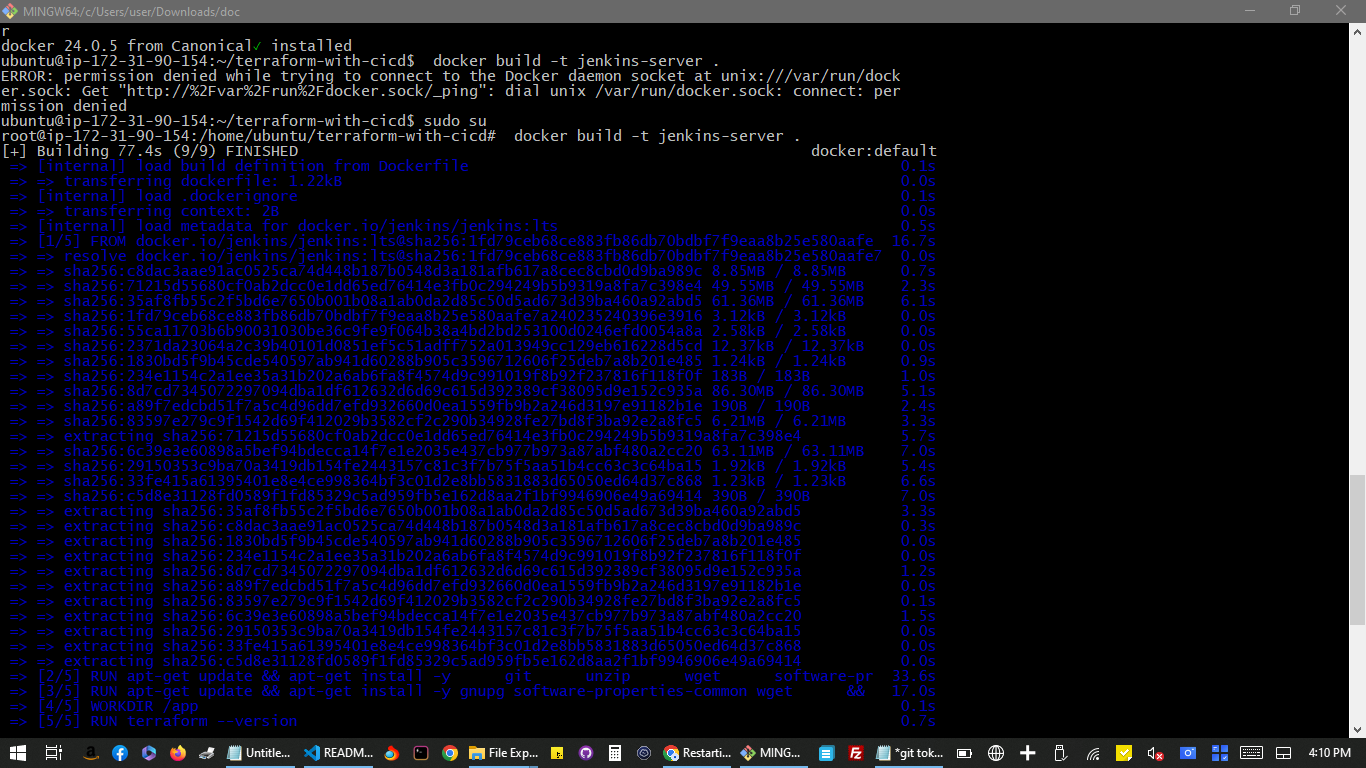 MINGW64:/c/Users/user/Downloads/doc
r
docker 24.0.5 from Canonical✓ installed
ubuntu@ip-172-31-90-154:~/terraform-with-cicd$  docker build -t jenkins-server .
ERROR: permission denied while trying to connect to the Docker daemon socket at unix:///var/run/dock
er.sock: Get "http://%2Fvar%2Frun%2Fdocker.sock/_ping": dial unix /var/run/docker.sock: connect: per
mission denied
ubuntu@ip-172-31-90-154:~/terraform-with-cicd$ sudo su
root@ip-172-31-90-154:/home/ubuntu/terraform-with-cicd#  docker build -t jenkins-server .
[+] Building 77.4s (9/9) FINISHED docker:default
=> [internal] load build definition from Dockerfile 0.1s
=> => transferring dockerfile: 1.22kB 0.0s
=> [internal] load .dockerignore 0.1s
=> => transferring context: 2B 0.0s
=> [internal] load metadata for docker.io/jenkins/jenkins:lts 0.5s
=> [1/5] FROM docker.io/jenkins/jenkins:lts@sha256:1fd79ceb68ce883fb86db70bdbf7f9eaa8b25e580aafe 16.7s
=> => resolve docker.io/jenkins/jenkins:lts@sha256:1fd79ceb68ce883fb86db70bdbf7f9eaa8b25e580aafe7 0.0s
=> => sha256:c8dac3aae91ac0525ca74d448b187b0548d3a181afb617a8cec8cbd0d9ba989c 8.85MB / 8.85MB 0.7s
=> => sha256:71215d55680cf0ab2dcc0e1dd65ed76414e3fb0c294249b5b9319a8fa7c398e4 49.55MB / 49.55MB 2.3s
=> => sha256:35af8fb55c2f5bd6e7650b001b08a1ab0da2d85c50d5ad673d39ba460a92abd5 61.36MB / 61.36MB 6.1s
=> => sha256:1fd79ceb68ce883fb86db70bdbf7f9eaa8b25e580aafe7a240235240396e3916 3.12kB / 3.12kB 0.0s
=> => sha256:55ca11703b6b90031030be36c9fe9f064b38a4bd2bd253100d0246efd0054a8a 2.58kB / 2.58kB 0.0s
=> => sha256:2371da23064a2c39b40101d0851ef5c51adff752a013949cc129eb616228d5cd 12.37kB / 12.37kB 0.0s
=> => sha256:1830bd5f9b45cde540597ab941d60288b905c3596712606f25deb7a8b201e485 1.24kB / 1.24kB 0.9s
=> => sha256:234e1154c2a1ee35a31b202a6ab6fa8f4574d9c991019f8b92f237816f118f0f 183B / 183B 1.0s
=> => sha256:8d7cd7345072297094dba1df612632d6d69c615d392389cf38095d9e152c935a 86.30MB / 86.30MB 5.1s
=> => sha256:a89f7edcbd51f7a5c4d96dd7efd932660d0ea1559fb9b2a246d3197e91182b1e 190B / 190B 2.4s
=> => sha256:83597e279c9f1542d69f412029b3582cf2c290b34928fe27bd8f3ba92e2a8fc5 6.21MB / 6.21MB 3.3s
=> => extracting sha256:71215d55680cf0ab2dcc0e1dd65ed76414e3fb0c294249b5b9319a8fa7c398e4 5.7s
=> => sha256:6c39e3e60898a5bef94bdecca14f7e1e2035e437cb977b973a87abf480a2cc20 63.11MB / 63.11MB 7.0s
=> => sha256:29150353c9ba70a3419db154fe2443157c81c3f7b75f5aa51b4cc63c3c64ba15 1.92kB / 1.92kB 5.4s
=> => sha256:33fe415a61395401e8e4ce998364bf3c01d2e8bb5831883d65050ed64d37c868 1.23kB / 1.23kB 6.6s
=> => sha256:c5d8e31128fd0589f1fd85329c5ad959fb5e162d8aa2f1bf9946906e49a69414 390B / 390B 7.0s
=> => extracting sha256:35af8fb55c2f5bd6e7650b001b08a1ab0da2d85c50d5ad673d39ba460a92abd5 3.3s
=> => extracting sha256:c8dac3aae91ac0525ca74d448b187b0548d3a181afb617a8cec8cbd0d9ba989c 0.3s
=> => extracting sha256:1830bd5f9b45cde540597ab941d60288b905c3596712606f25deb7a8b201e485 0.0s
=> => extracting sha256:234e1154c2a1ee35a31b202a6ab6fa8f4574d9c991019f8b92f237816f118f0f 0.0s
=> => extracting sha256:8d7cd7345072297094dba1df612632d6d69c615d392389cf38095d9e152c935a 1.2s
=> => extracting sha256:a89f7edcbd51f7a5c4d96dd7efd932660d0ea1559fb9b2a246d3197e91182b1e 0.0s
=> => extracting sha256:83597e279c9f1542d69f412029b3582cf2c290b34928fe27bd8f3ba92e2a8fc5 0.1s
=> => extracting sha256:6c39e3e60898a5bef94bdecca14f7e1e2035e437cb977b973a87abf480a2cc20 1.5s
=> => extracting sha256:29150353c9ba70a3419db154fe2443157c81c3f7b75f5aa51b4cc63c3c64ba15 0.0s
=> => extracting sha256:33fe415a61395401e8e4ce998364bf3c01d2e8bb5831883d65050ed64d37c868 0.0s
=> => extracting sha256:c5d8e31128fd0589f1fd85329c5ad959fb5e162d8aa2f1bf9946906e49a69414 0.0s
=> [2/5] RUN apt-get update && apt-get install -y      git      unzip      wget      software-pr 33.6s
=> [3/5] RUN apt-get update && apt-get install -y gnupg software-properties-common wget      && 17.0s
=> [4/5] WORKDIR /app 0.1s
=> [5/5] RUN terraform --version 0.7s
Untitle... README... File Exp... Restarti... MING... *git tok... 4:10 PM